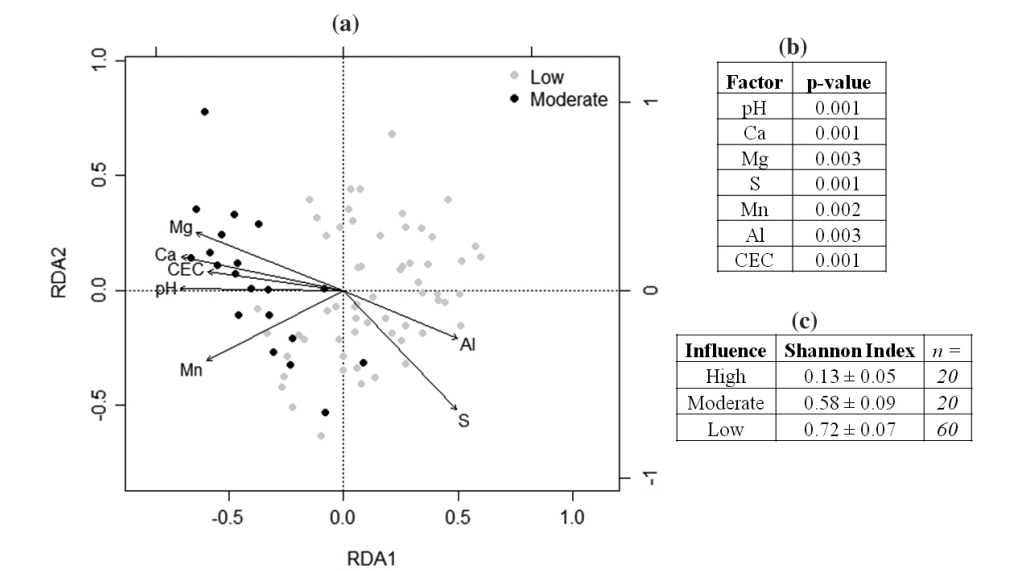 (a)
Low
Moderate
1.0
0.5
0.0
-0.5
RDA2
1
0
-1
Mg
Ca
CEC
pH
Mn
Al
S
-0.5
0.0
0.5
1.0
RDA1
(b)
Factor p-value
pH 0.001
Ca 0.001
Mg 0.003
S 0.001
Mn 0.002
Al 0.003
CEC 0.001
(c)
Influence Shannon Index n =
High 0.13 ± 0.05 20
Moderate 0.58 ± 0.09 20
Low 0.72 ± 0.07 60